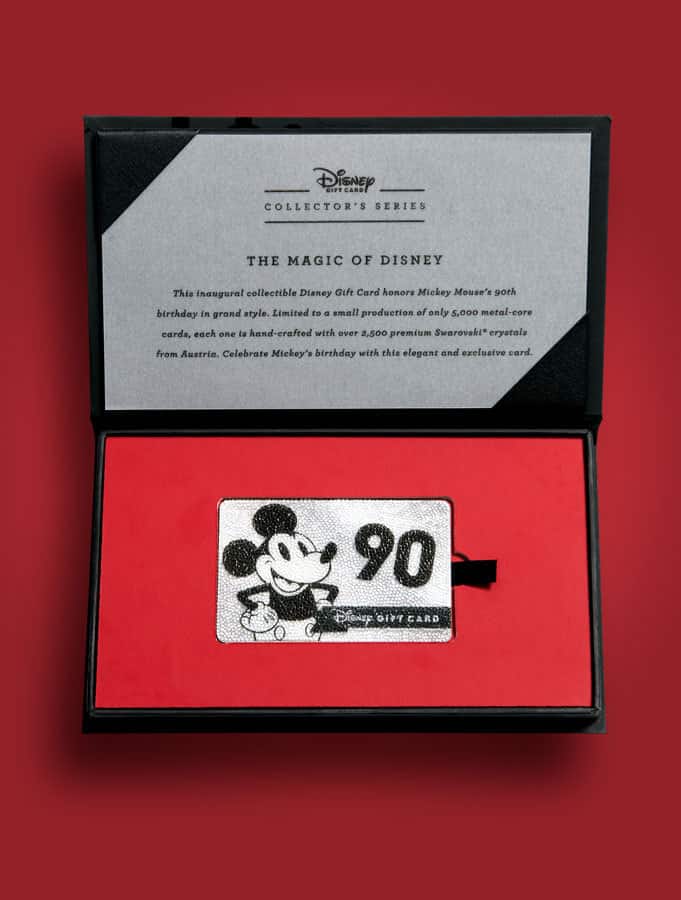 Disney
GIFT CARD
COLLECTOR'S SERIES
THE MAGIC OF DISNEY
This inaugural collectible Disney Gift Card honors Mickey Mouse's 90th
birthday in grand style. Limited to a small production of only 5,000 metal-core
cards, each one is hand-crafted with over 2,500 premium Swarovski® crystals
from Austria. Celebrate Mickey's birthday with this elegant and exclusive card.
90
Disney GIFT CARD